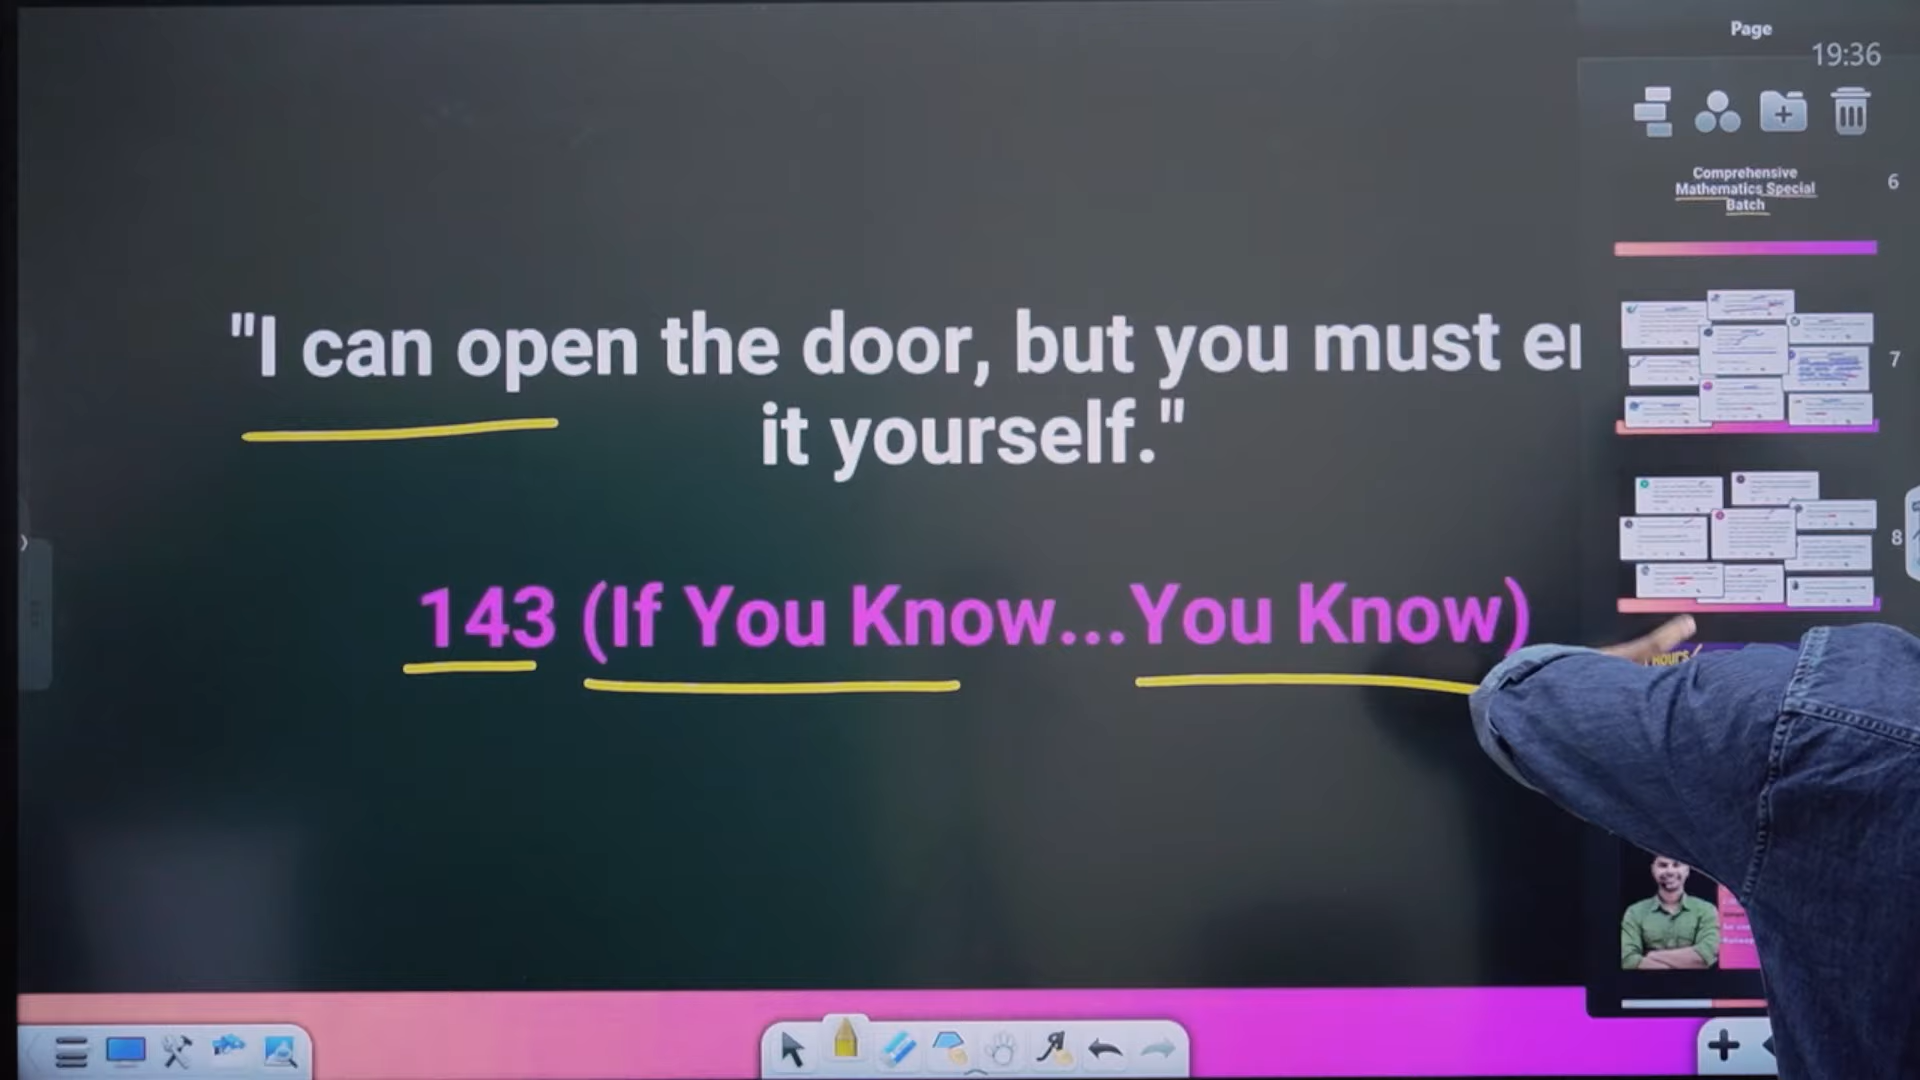 Page
19:36
Comprehensive
Mathematics Special
Batch
6
"I can open the door, but you must
it yourself."
7
8
143 (If You Know...You Know)